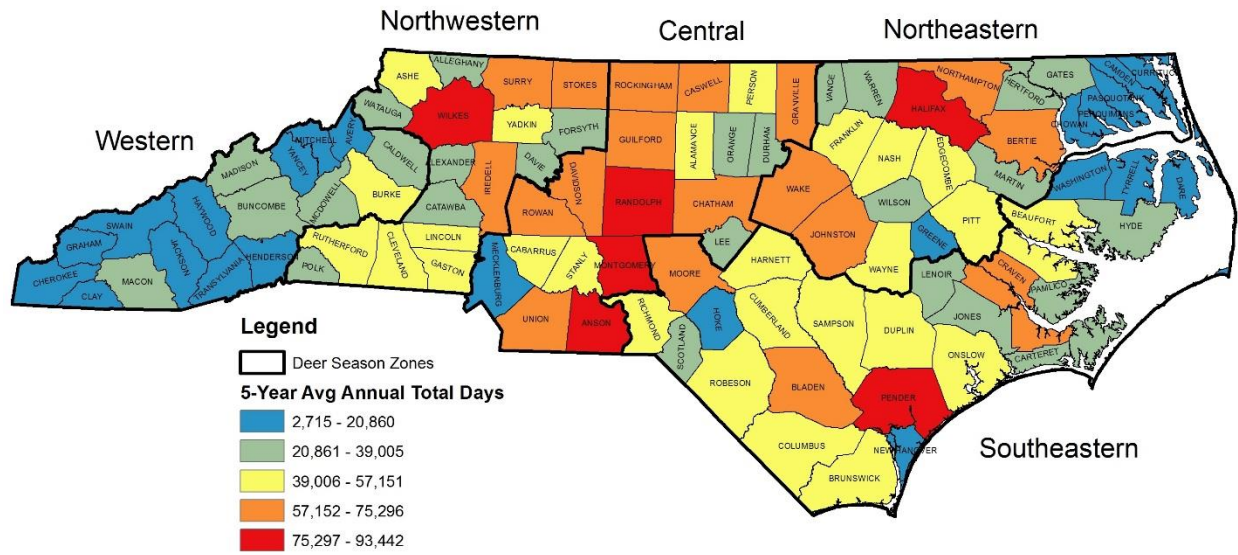 Northwestern
Central
Northeastern
Western
Southeastern
ALLEGHANY
ASHE
SURRY
STOKES
ROCKINGHAM
CASWELL
PERSON
GRANVILLE
VANCE
WARREN
NORTHAMPTON
HERTFORD
GATES
CAMDEN
CURRITUCK
PASQUOTANK
PERQUIMANS
CHOWAN
WATAUGA
WILKES
YADKIN
FORSYTH
GUILFORD
ALAMANCE
ORANGE
DURHAM
FRANKLIN
HALIFAX
BERTIE
MITCHELL
AVERY
YANCEY
MADISON
CALDWELL
LEXANDER
IREDELL
DAVIE
DAVIDSON
RANDOLPH
CHATHAM
WAKE
NASH
EDGECOMBE
MARTIN
WASHINGTON
TYRRELL
DARE
BUNCOMBE
MCDOWELL
BURKE
CATAWBA
ROWAN
JOHNSTON
WILSON
PITT
BEAUFORT
HYDE
HAYWOOD
SWAIN
GRAHAM
JACKSON
HENDERSON
TRANSYLVANIA
RUTHERFORD
CLEVELAND
LINCOLN
GASTON
POLK
CABARRUS
STANLY
MONTGOMERY
MOORE
LEE
HARNETT
WAYNE
GREENE
LENOIR
CRAVEN
PAMLICO
CHEROKEE
CLAY
MACON
MECKLENBURG
UNION
ANSON
RICHMOND
SCOTLAND
HOKE
CUMBERLAND
SAMPSON
DUPLIN
JONES
CARTERET
ONSLOW
ROBESON
BLADEN
PENDER
COLUMBUS
NEW HANOVER
BRUNSWICK
Legend
Deer Season Zones
5-Year Avg Annual Total Days
2,715 - 20,860
20,861 - 39,005
39,006 - 57,151
57,152 - 75,296
75,297 - 93,442